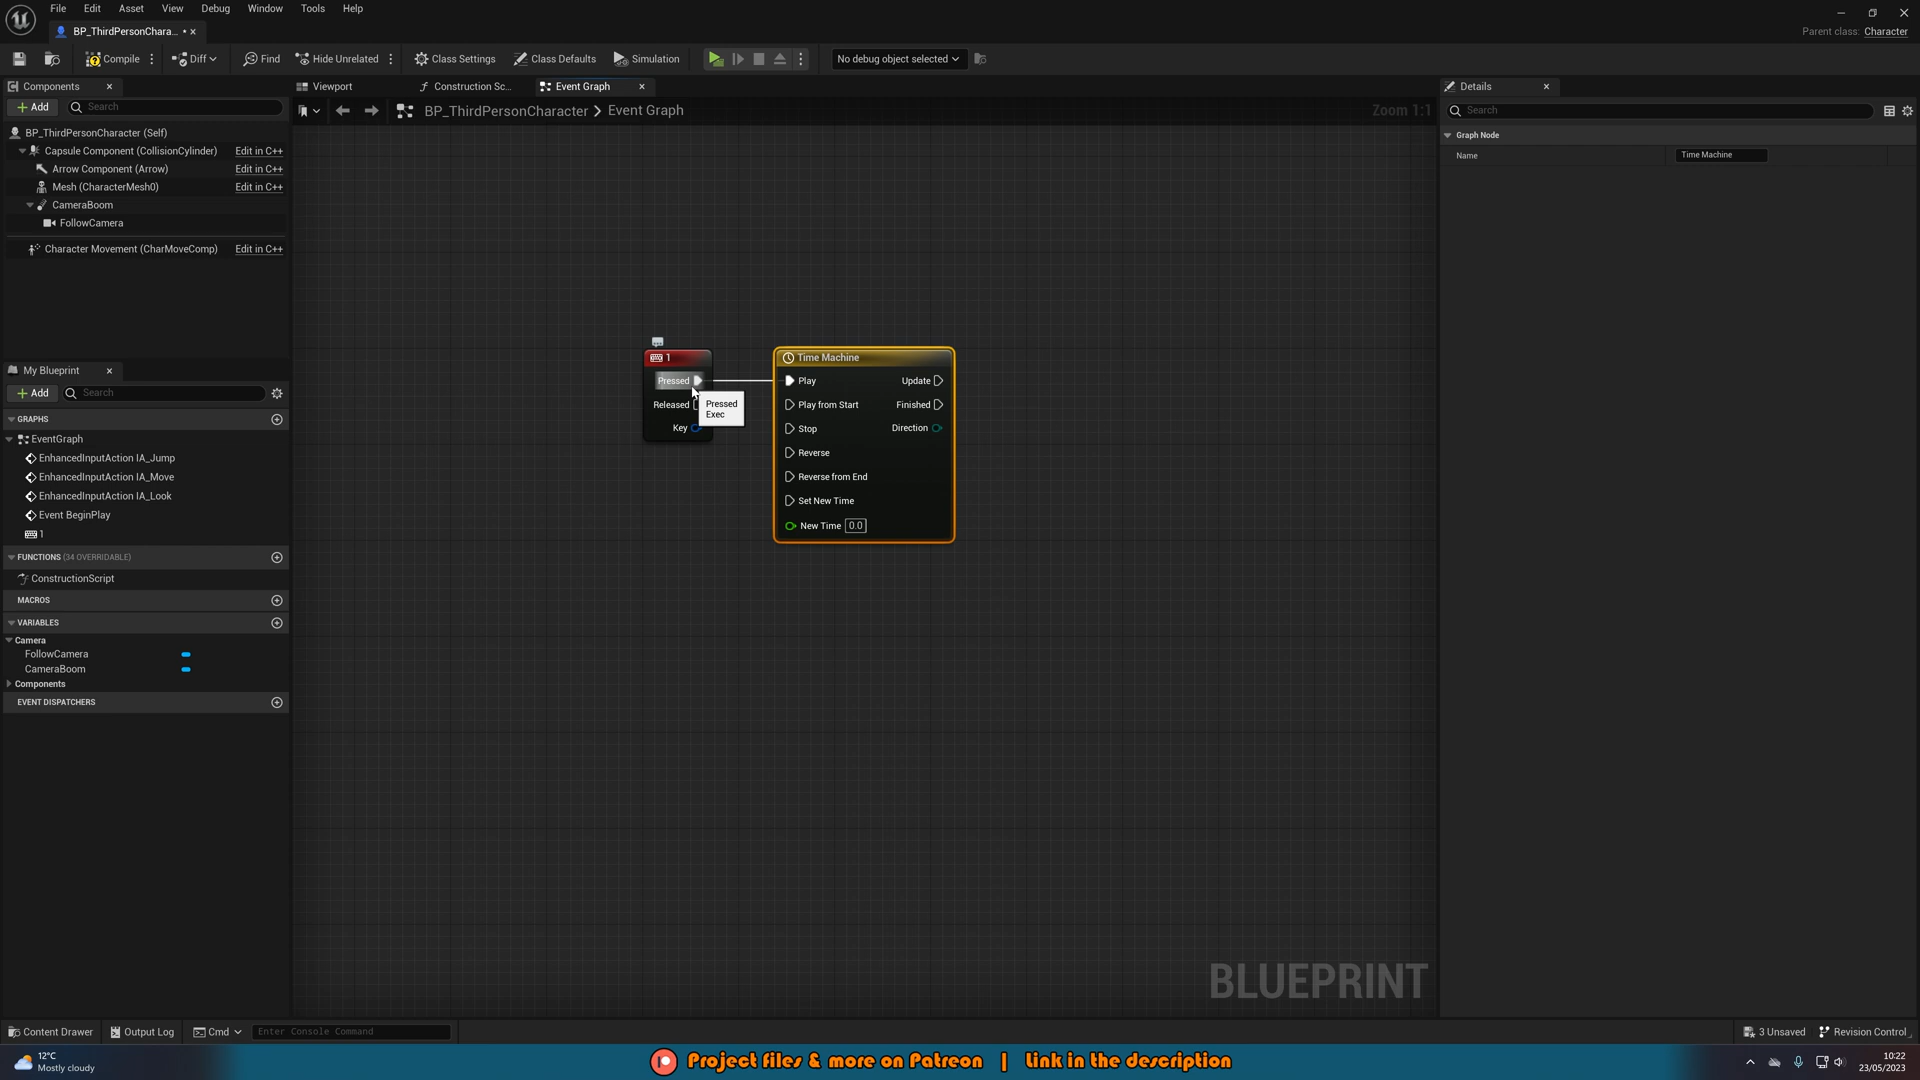 File Edit Asset View Debug Window Tools Help
BP_ThirdPersonChara... •
Parent class: Character
Compile Diff Find Hide Unrelated Class Settings Class Defaults Simulation No debug object selected
Components
Viewport Construction Sc... Event Graph
Details
Add Search
BP_ThirdPersonCharacter > Event Graph
Zoom 1:1
Search
BP_ThirdPersonCharacter (Self)
Capsule Component (CollisionCylinder) Edit in C++
Arrow Component (Arrow) Edit in C++
Mesh (CharacterMesh0) Edit in C++
CameraBoom
FollowCamera
Character Movement (CharMoveComp) Edit in C++
Graph Node
Name Time Machine
1
Pressed
Released
Key
Pressed
Exec
Time Machine
Play Update
Play from Start Finished
Stop Direction
Reverse
Reverse from End
Set New Time
New Time 0.0
My Blueprint
Add Search
GRAPHS
EventGraph
EnhancedInputAction IA_Jump
EnhancedInputAction IA_Move
EnhancedInputAction IA_Look
Event BeginPlay
1
FUNCTIONS (34 OVERRIDABLE)
ConstructionScript
MACROS
VARIABLES
Camera
FollowCamera
CameraBoom
Components
EVENT DISPATCHERS
BLUEPRINT
Content Drawer Output Log Cmd Enter Console Command
3 Unsaved Revision Control
12°C
Mostly cloudy
Project files & more on Patreon | Link in the description
10:22
23/05/2023